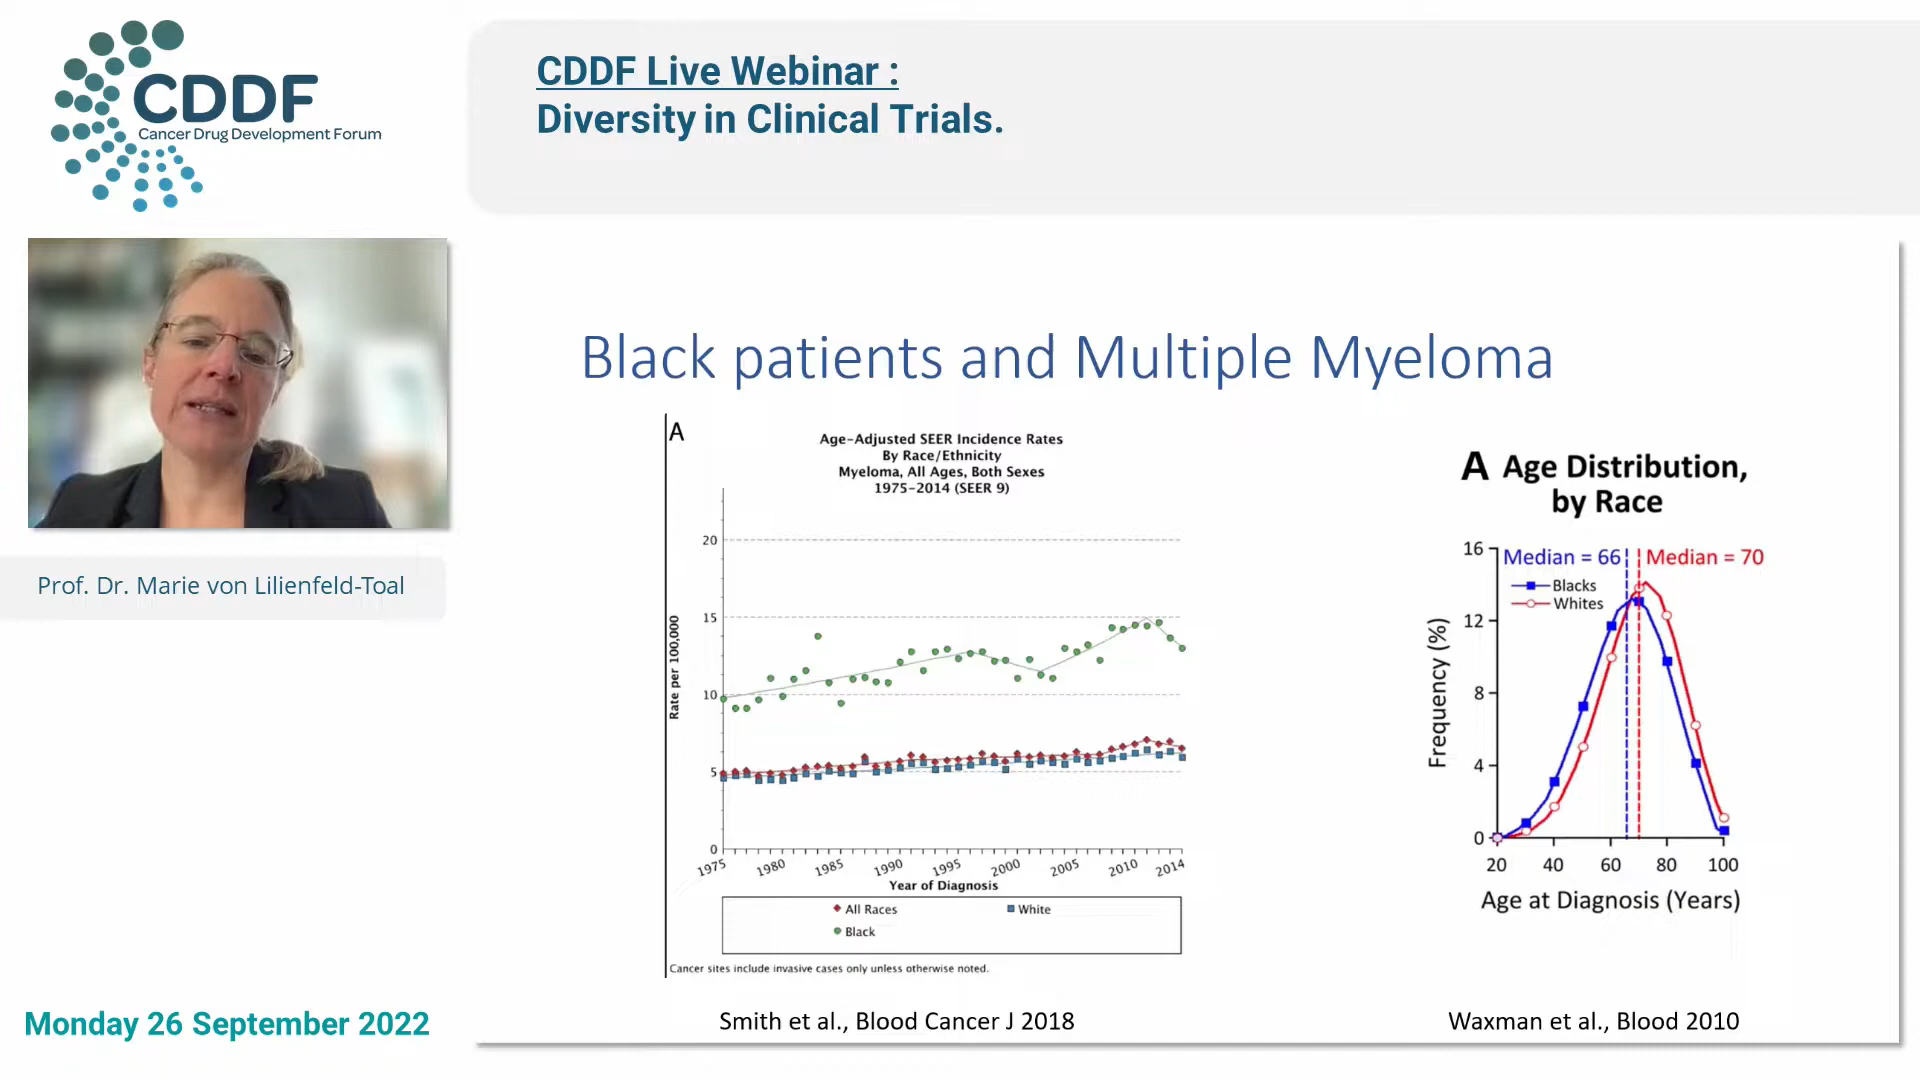 CDDF
Cancer Drug Development Forum
CDDF Live Webinar :
Diversity in Clinical Trials.
Prof. Dr. Marie von Lilienfeld-Toal
Monday 26 September 2022
Black patients and Multiple Myeloma
A
Age-Adjusted SEER Incidence Rates
By Race/Ethnicity
Myeloma, All Ages, Both Sexes
1975-2014 (SEER 9)
Rate per 100,000
20
15
10
5
0
1975 1980 1985 1990 1995 2000 2005 2010 2014
Year of Diagnosis
All Races White
Black
Cancer sites include invasive cases only unless otherwise noted.
Smith et al., Blood Cancer J 2018
A Age Distribution,
by Race
Median = 66 Median = 70
Blacks
Whites
Frequency (%)
16
12
8
4
0
20 40 60 80 100
Age at Diagnosis (Years)
Waxman et al., Blood 2010